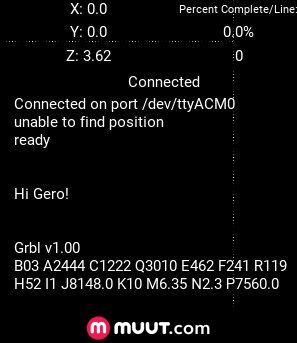 X: 0.0
Percent Complete/Line:
Y: 0.0
0.0%
Z: 3.62
0
Connected
Connected on port /dev/ttyACM0
unable to find position
ready
Hi Gero!
Grbl v1.00
B03 A2444 C1222 Q3010 E462 F241 R119
H52 I1 J8148.0 K10 M6.35 N2.3 P7560.0
muut.com